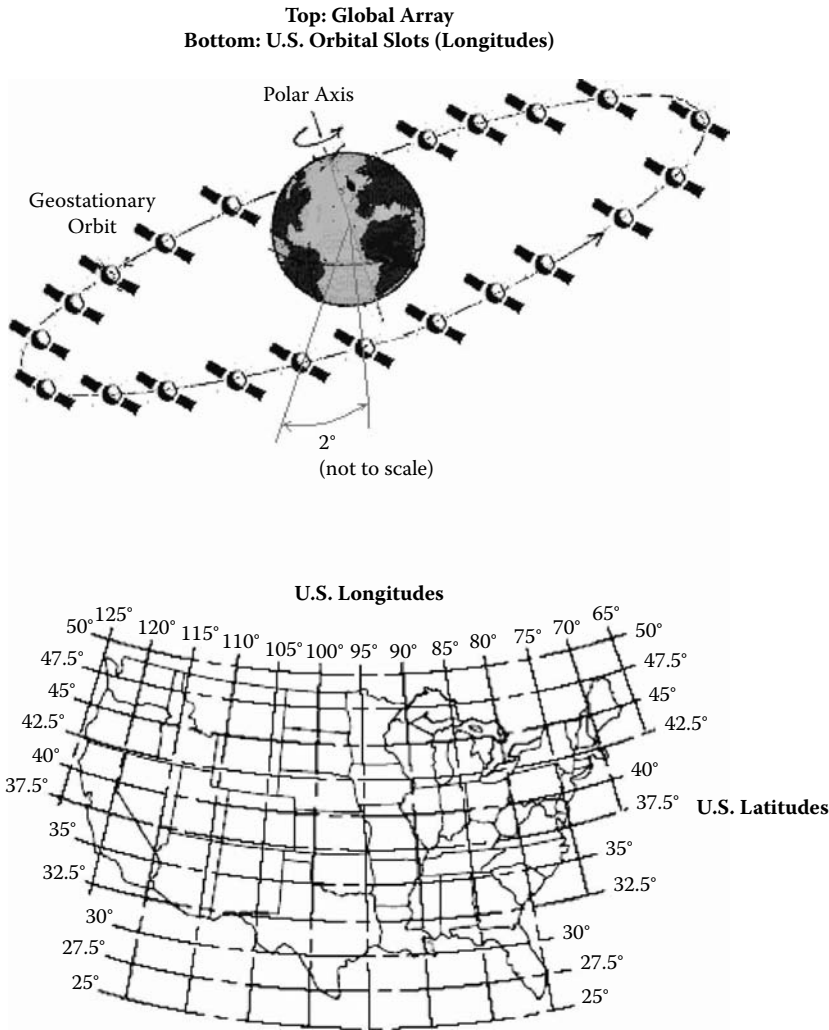 Top: Global Array
Bottom: U.S. Orbital Slots (Longitudes)
Polar Axis
Geostationary
Orbit
2°
(not to scale)
U.S. Longitudes
125° 120° 115° 110° 105° 100° 95° 90° 85° 80° 75° 70° 65°
50°
47.5°
45°
42.5°
40°
37.5°
35°
32.5°
30°
27.5°
25°
50°
47.5°
45°
42.5°
40°
37.5°
U.S. Latitudes
35°
32.5°
30°
27.5°
25°